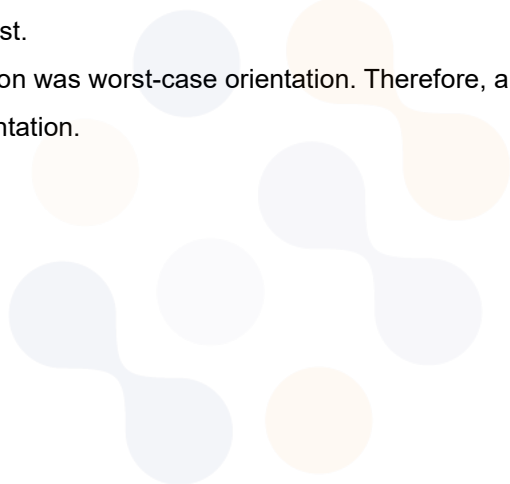 st.
on was worst-case orientation. Therefore, a
ntation.